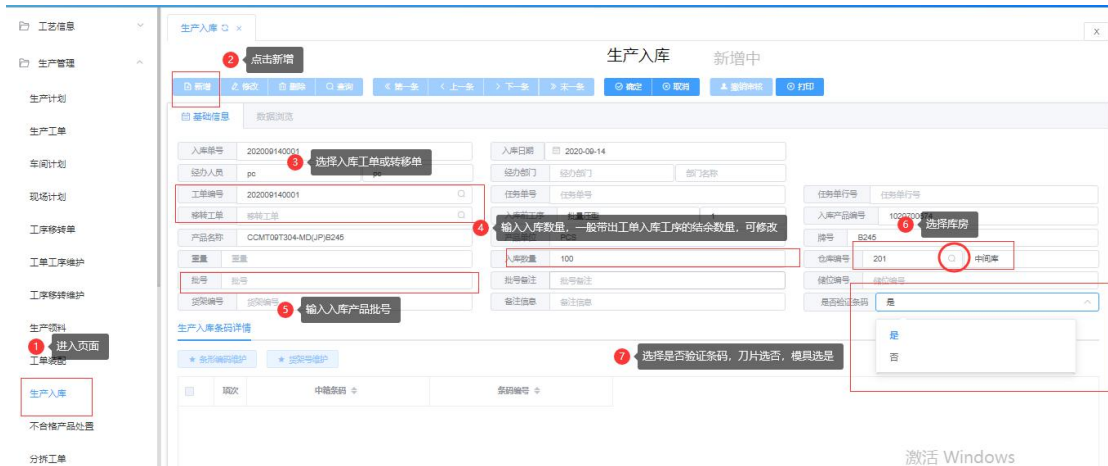 工艺信息
生产管理
生产计划
生产工单
车间计划
现场计划
工序移转单
工单工序维护
工序移转维护
生产领料
工单装配
生产入库
不合格产品处置
分拆工单
1 进入页面
生产入库 ×
X
生产入库 新增中
2 点击新增
新增 修改 删除 查询 第一条 上一条 下一条 末一条 确定 取消 撤销审核 打印
基础信息 数据浏览
入库单号 202009140001 入库日期 2020-09-14
3 选择入库工单或转移单
经办人员 pc pc 经办部门 经办部门 部门名称
工单编号 202009140001 任务单号 任务单号 任务单行号 任务单行号
移转工单 移转工单 入库产品编号
4 输入入库数量，一般带出工单入库工序的结余数量，可修改
6 选择库房
产品名称 CCMT09T304-MD(JP)B245 PCS 牌号 B245
重量 重量 入库数量 100 仓库编号 201 中间库
批号 批号 批号备注 批号备注 储位编号 储位编号
货架编号 货架编号 备注信息 备注信息 是否验证条码 是
5 输入入库产品批号
是
否
生产入库条码详情
条形编码维护 货架号维护
7 选择是否验证条码，刀片选否，模具选是
项次 中箱条码 条码编号
激活 Windows